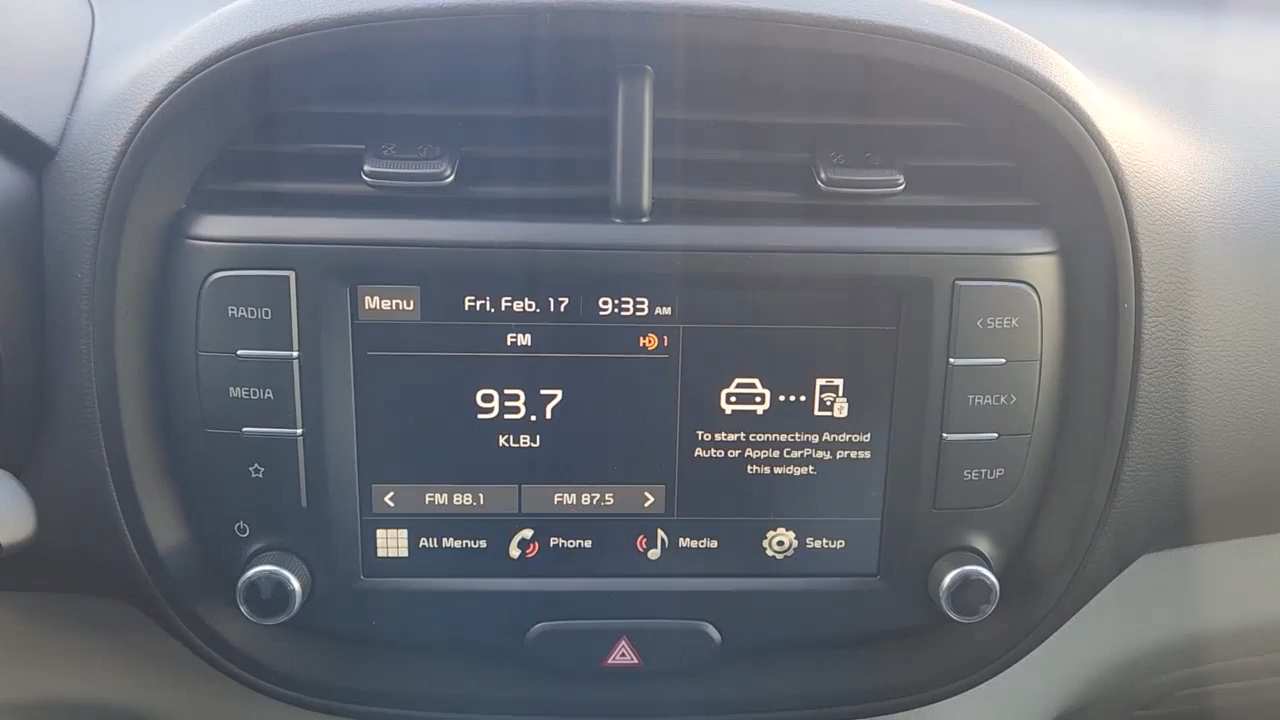 RADIO
MEDIA
Menu
Fri, Feb. 17
9:33 AM
FM
HD 1
93.7
KLBJ
FM 88.1
FM 87.5
To start connecting Android
Auto or Apple CarPlay, press
this widget.
All Menus
Phone
Media
Setup
< SEEK
TRACK >
SETUP